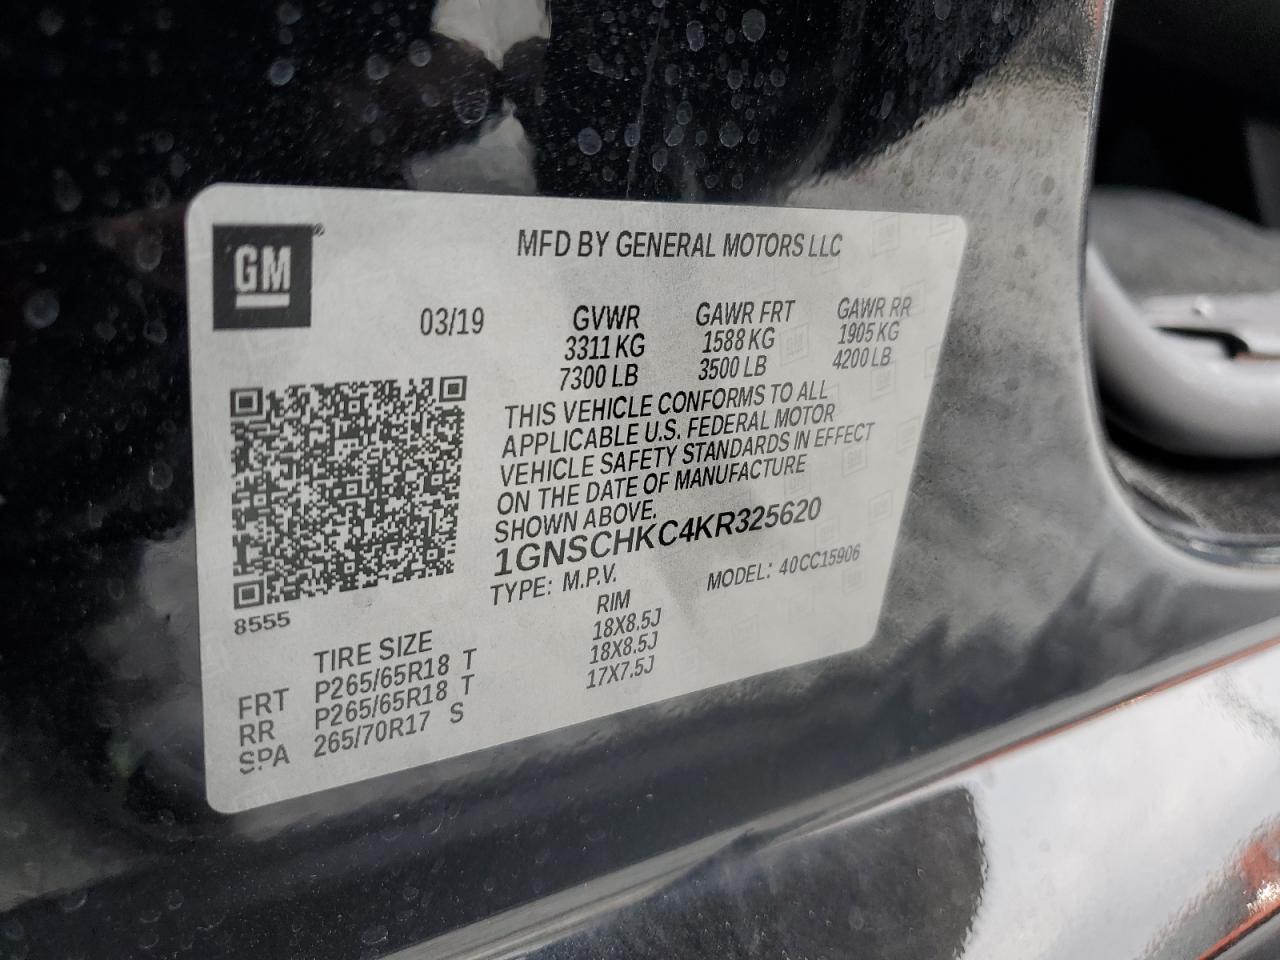 GM®
MFD BY GENERAL MOTORS LLC
03/19
GVWR GAWR FRT GAWR RR
3311 KG 1588 KG 1905 KG
7300 LB 3500 LB 4200 LB
THIS VEHICLE CONFORMS TO ALL
APPLICABLE U.S. FEDERAL MOTOR
VEHICLE SAFETY STANDARDS IN EFFECT
ON THE DATE OF MANUFACTURE
SHOWN ABOVE.
1GNSCHKC4KR325620
TYPE: M.P.V. MODEL: 40CC15906
8555
TIRE SIZE RIM
FRT P265/65R18 T 18X8.5J
RR P265/65R18 T 18X8.5J
SPA 265/70R17 S 17X7.5J